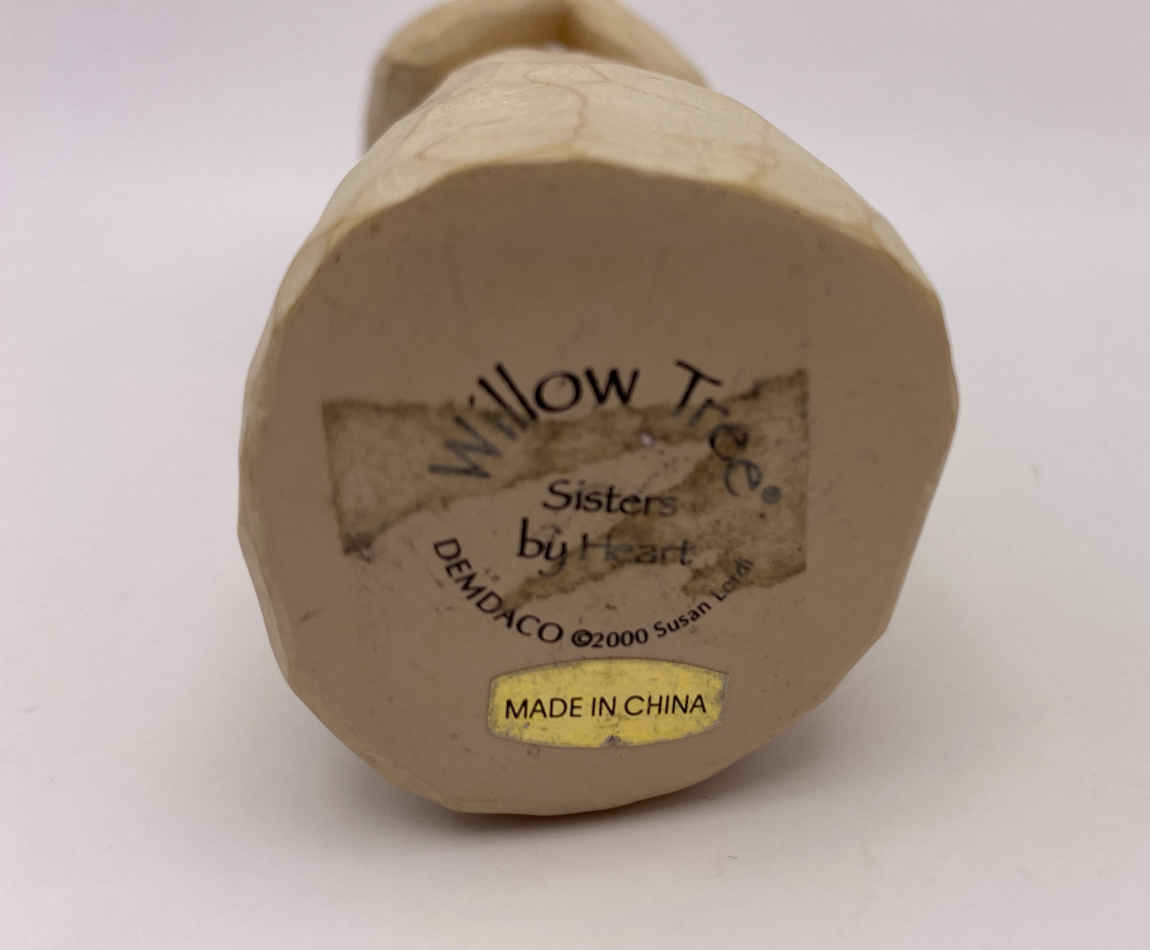 Willow Tree®
Sisters
by Heart
DEMDACO ©2000 Susan Lordi
MADE IN CHINA